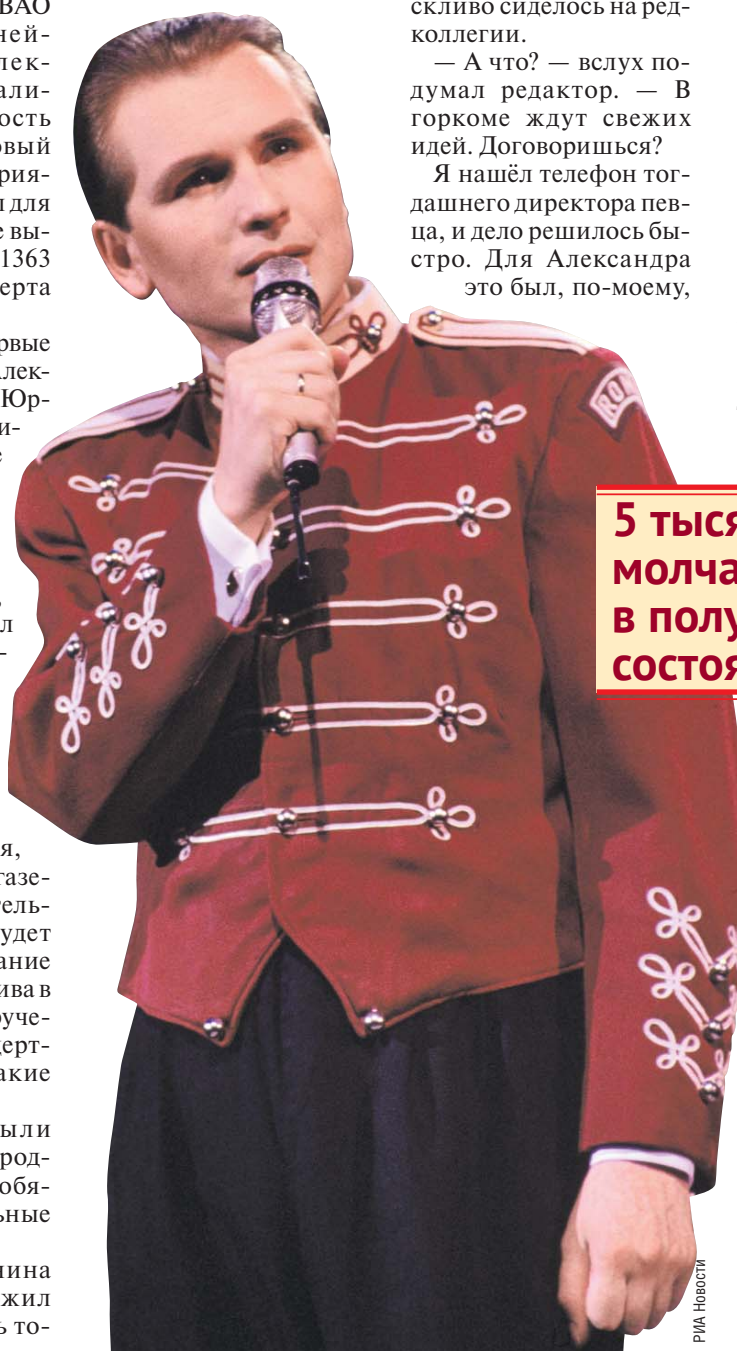 ВАО
ней-
лек-
али-
ость
овый
рия-
для
е вы-
1363
ерта
рвые
Алек-
Юр-
и-
е
л
-
я,
газе-
тель-
удет
ание
ива в
руче-
церт-
акие
ыли
род-
обя-
ьные
нина
жил
ь то-
скливо сиделось на ред-
коллегии.
— А что? — вслух по-
думал редактор. — В
горкоме ждут свежих
идей. Договоришься?
Я нашёл телефон тог-
дашнего директора пев-
ца, и дело решилось бы-
стро. Для Александра
это был, по-моему,
5 тыся
молча
в полу
состоя
РИА Новости